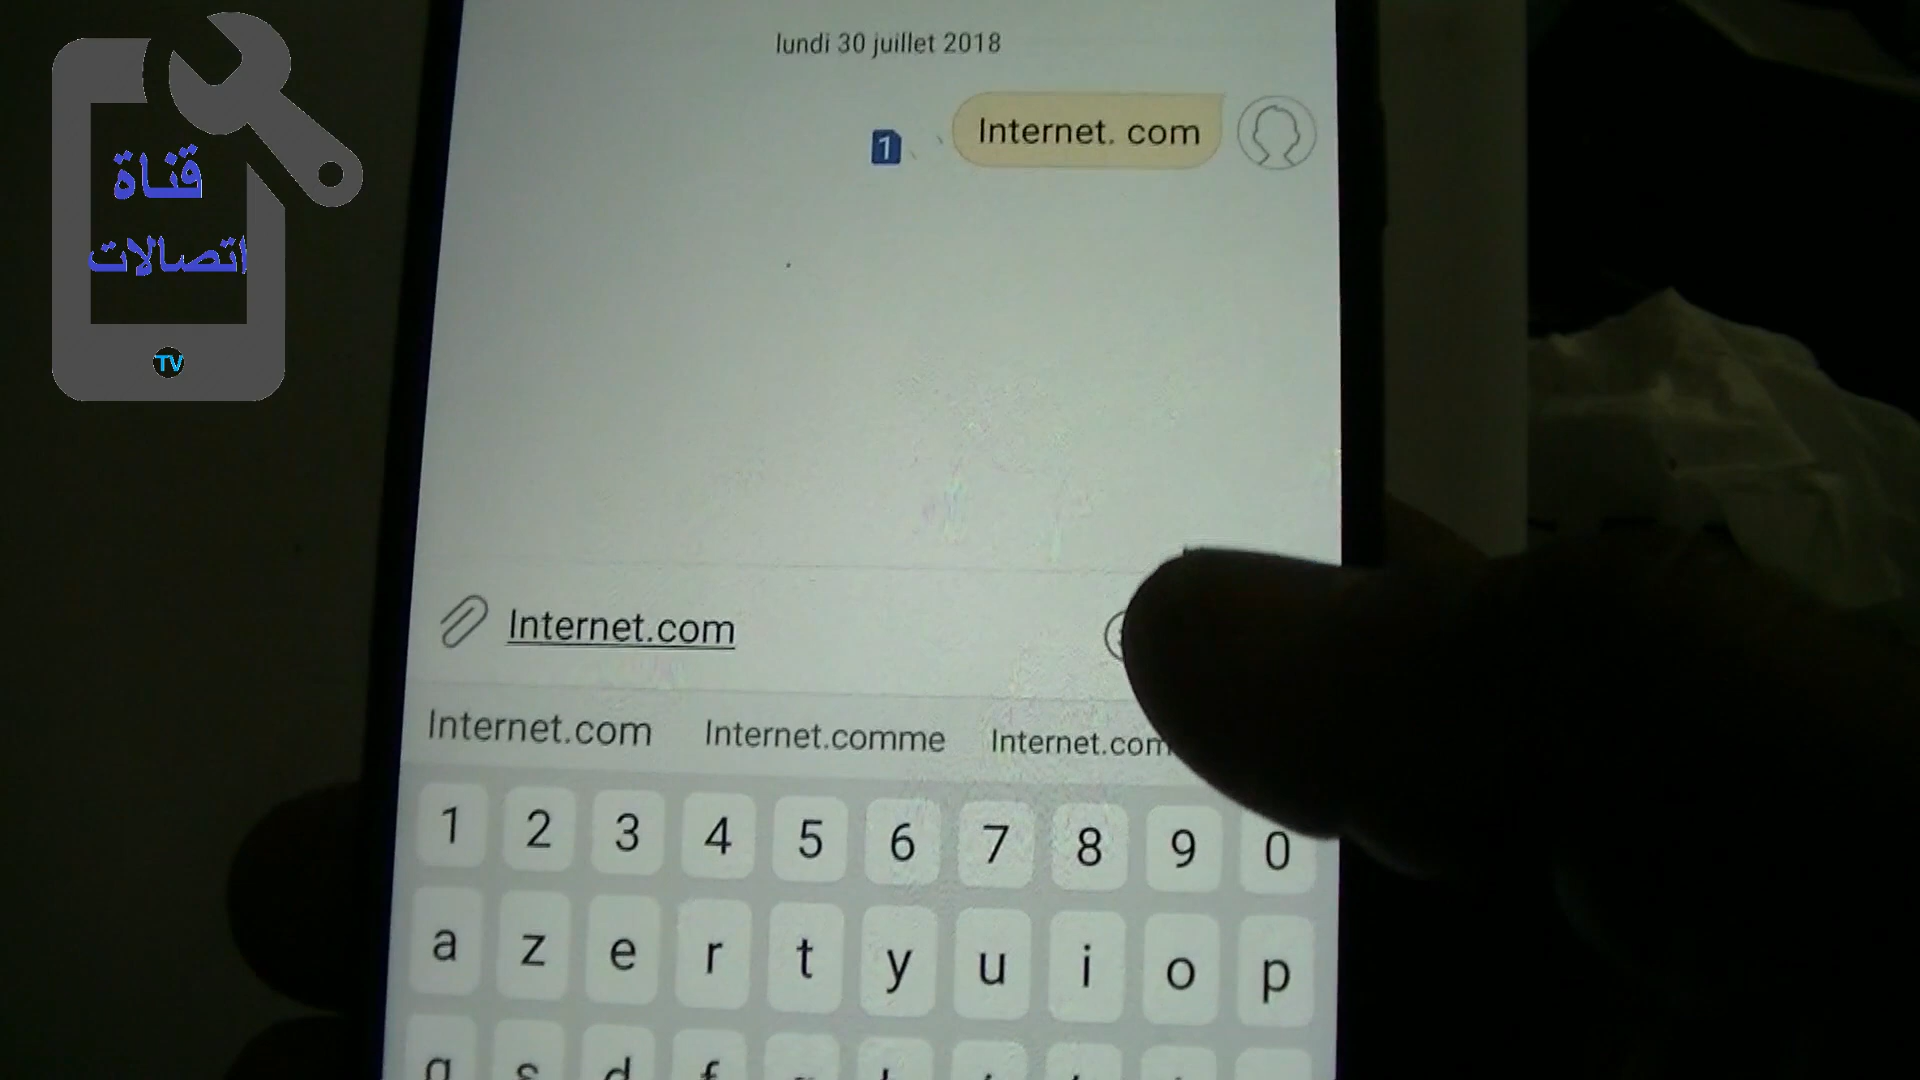 قناة
اتصالات
TV
lundi 30 juillet 2018
1
Internet. com
Internet.com
Internet.com Internet.comme Internet.com
1 2 3 4 5 6 7 8 9 0
a z e r t y u i o p
q s d f